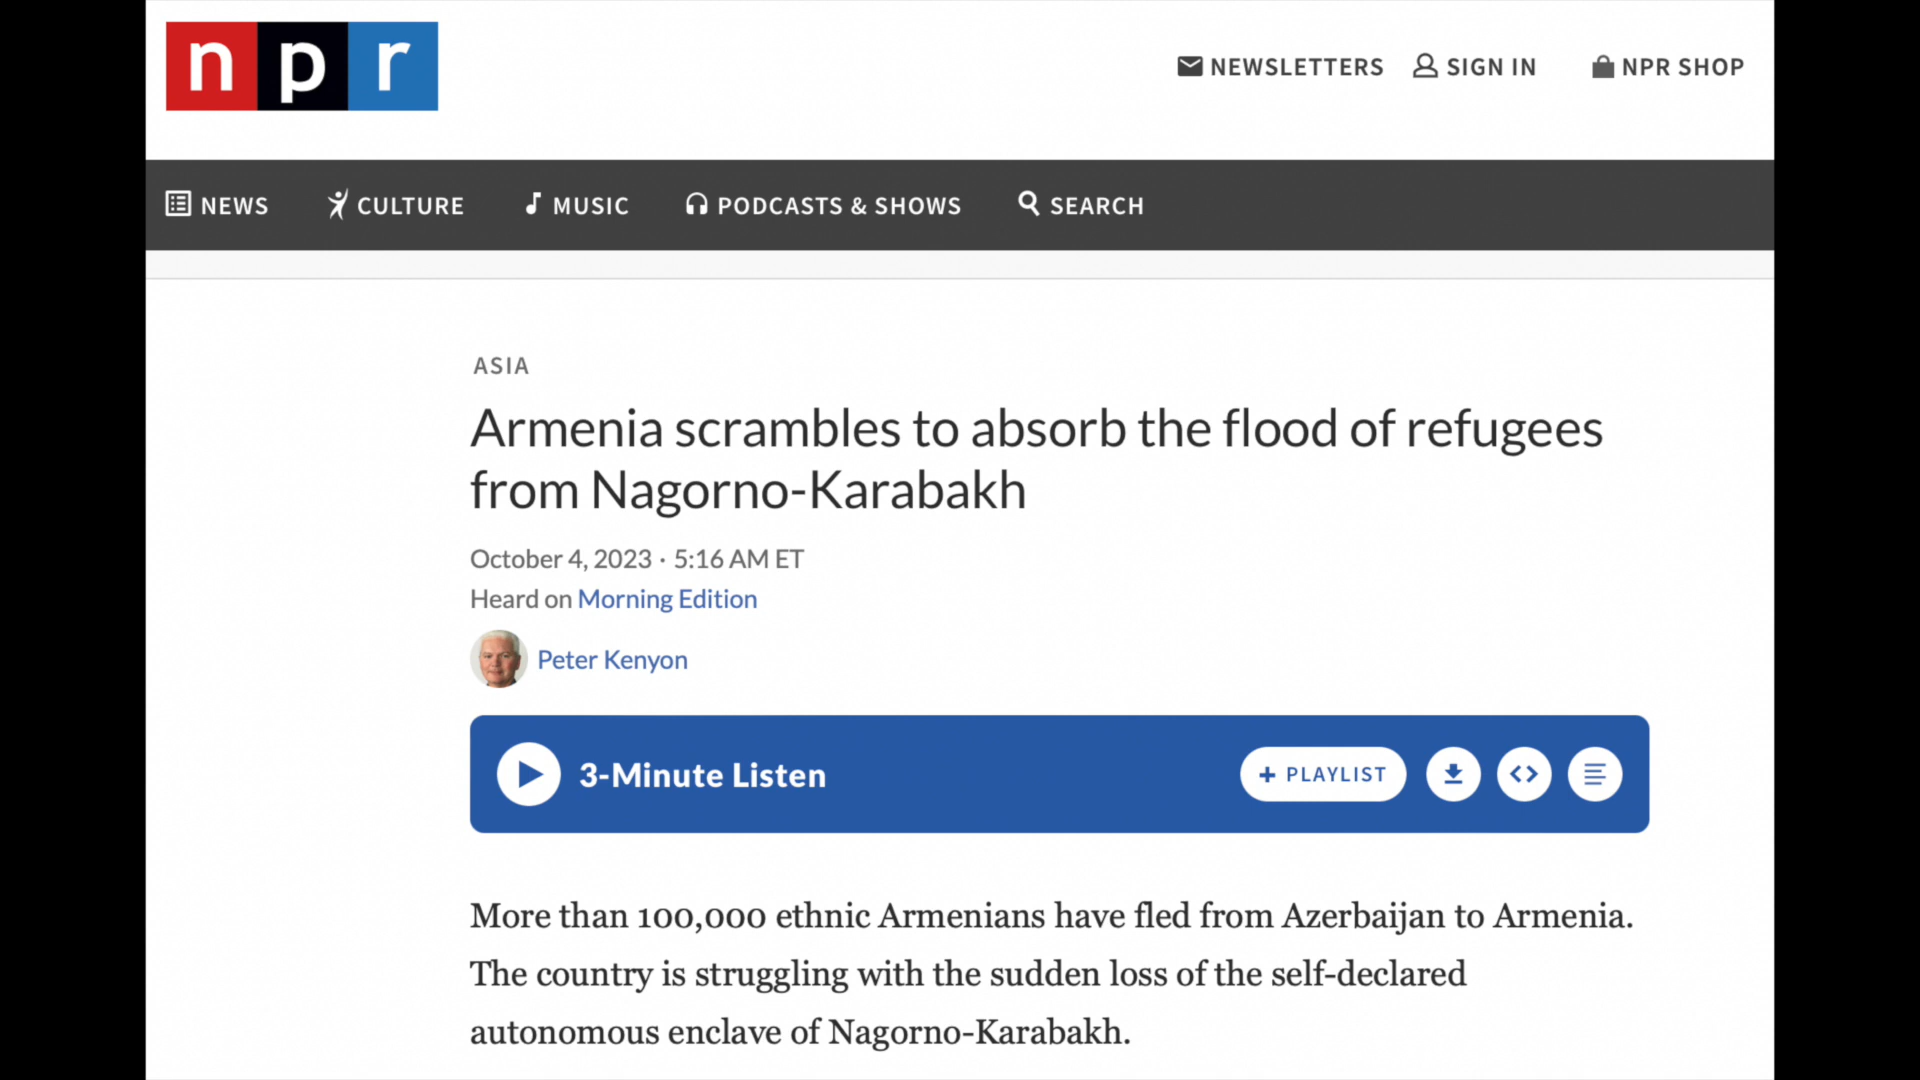 npr
NEWSLETTERS SIGN IN NPR SHOP
NEWS CULTURE MUSIC PODCASTS & SHOWS SEARCH
ASIA
Armenia scrambles to absorb the flood of refugees
from Nagorno-Karabakh
October 4, 2023 · 5:16 AM ET
Heard on Morning Edition
Peter Kenyon
3-Minute Listen + PLAYLIST
More than 100,000 ethnic Armenians have fled from Azerbaijan to Armenia.
The country is struggling with the sudden loss of the self-declared
autonomous enclave of Nagorno-Karabakh.